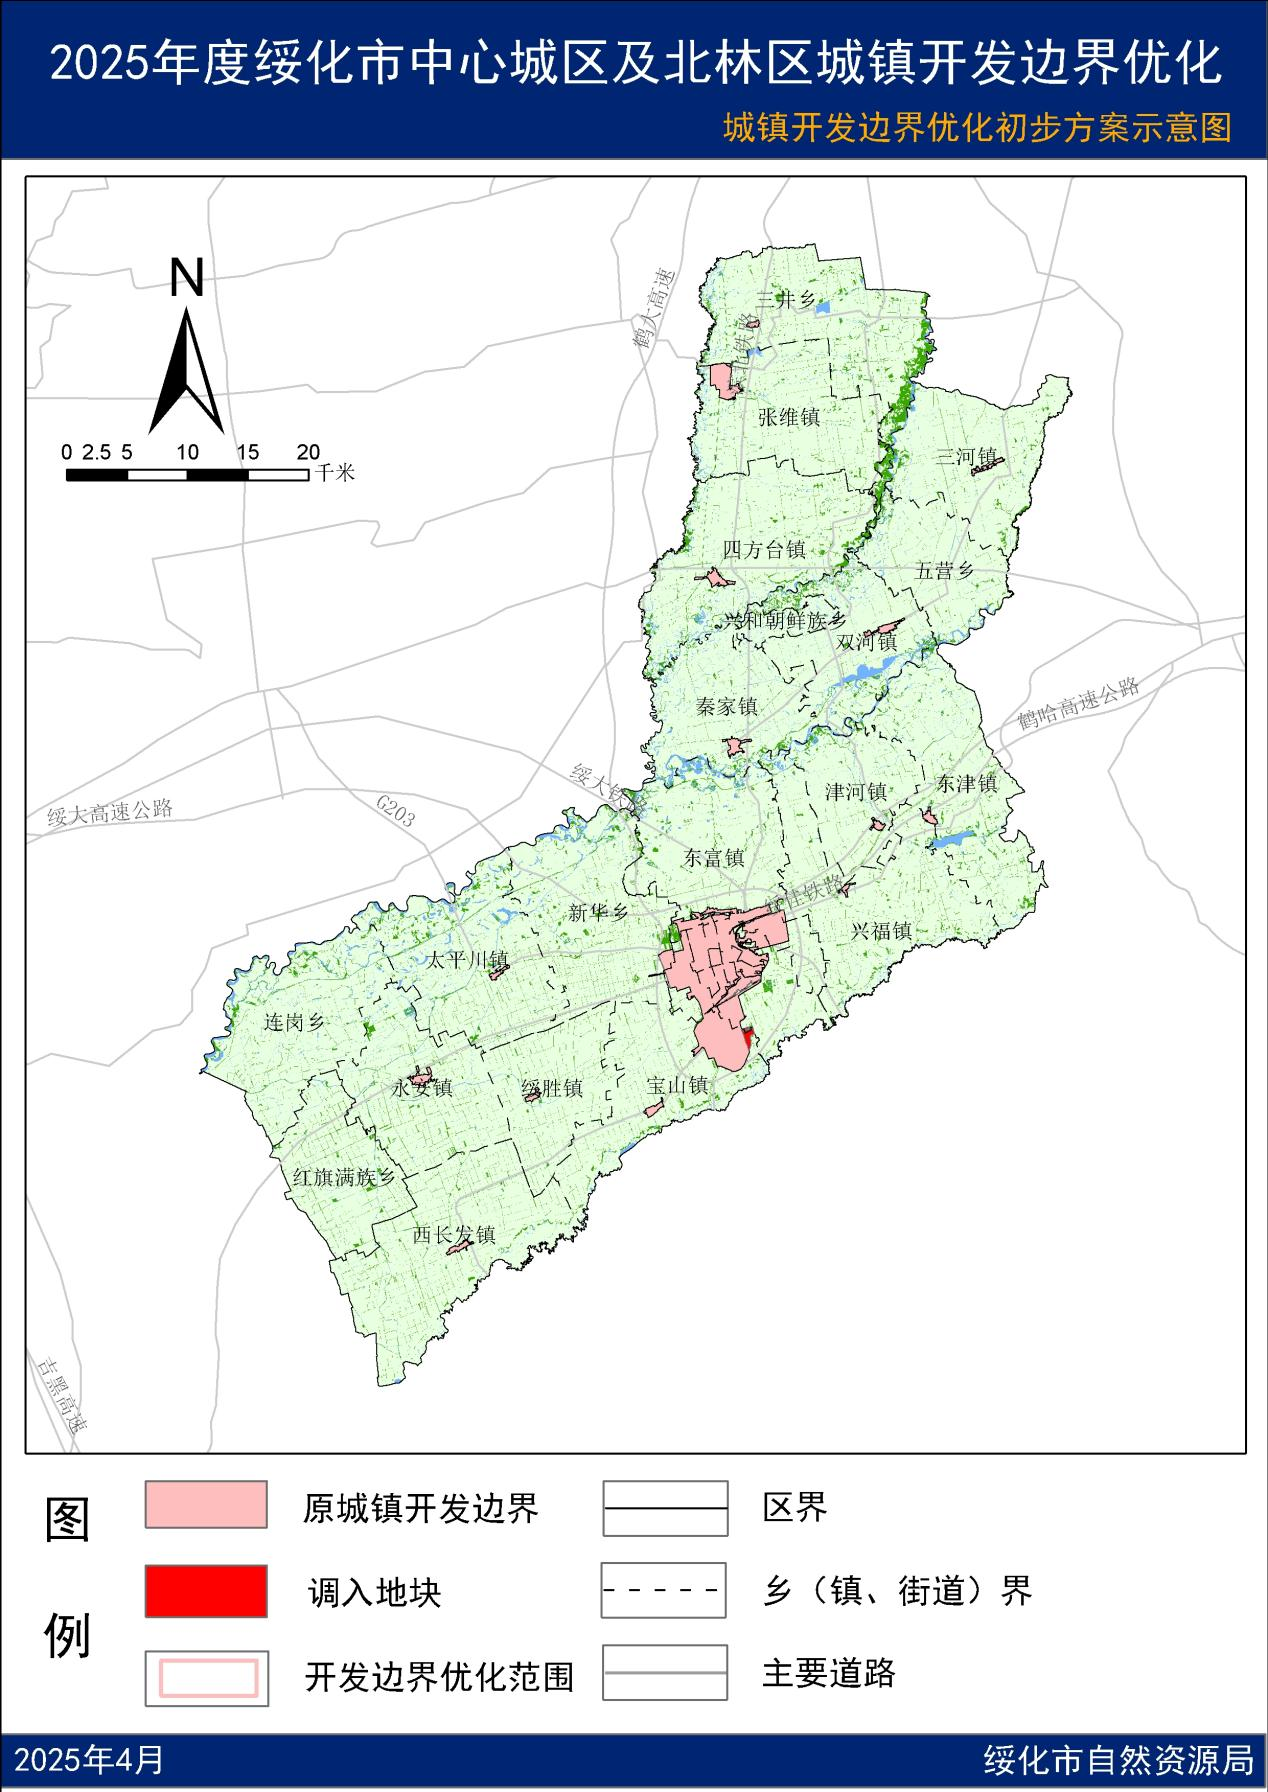 2025年度绥化市中心城区及北林区城镇开发边界优化
城镇开发边界优化初步方案示意图
N
0 2.5 5 10 15 20
千米
鹤大高速
三井乡
铁路
张维镇
三河镇
四方台镇
五营乡
兴和朝鲜族乡
双河镇
秦家镇
鹤哈高速公路
绥大铁路
绥大高速公路
G203
津河镇
东津镇
东富镇
绥佳铁路
新华乡
兴福镇
太平川镇
连岗乡
永安镇
绥胜镇
宝山镇
红旗满族乡
西长发镇
吉黑高速
图
例
原城镇开发边界
区界
调入地块
乡（镇、街道）界
开发边界优化范围
主要道路
2025年4月
绥化市自然资源局